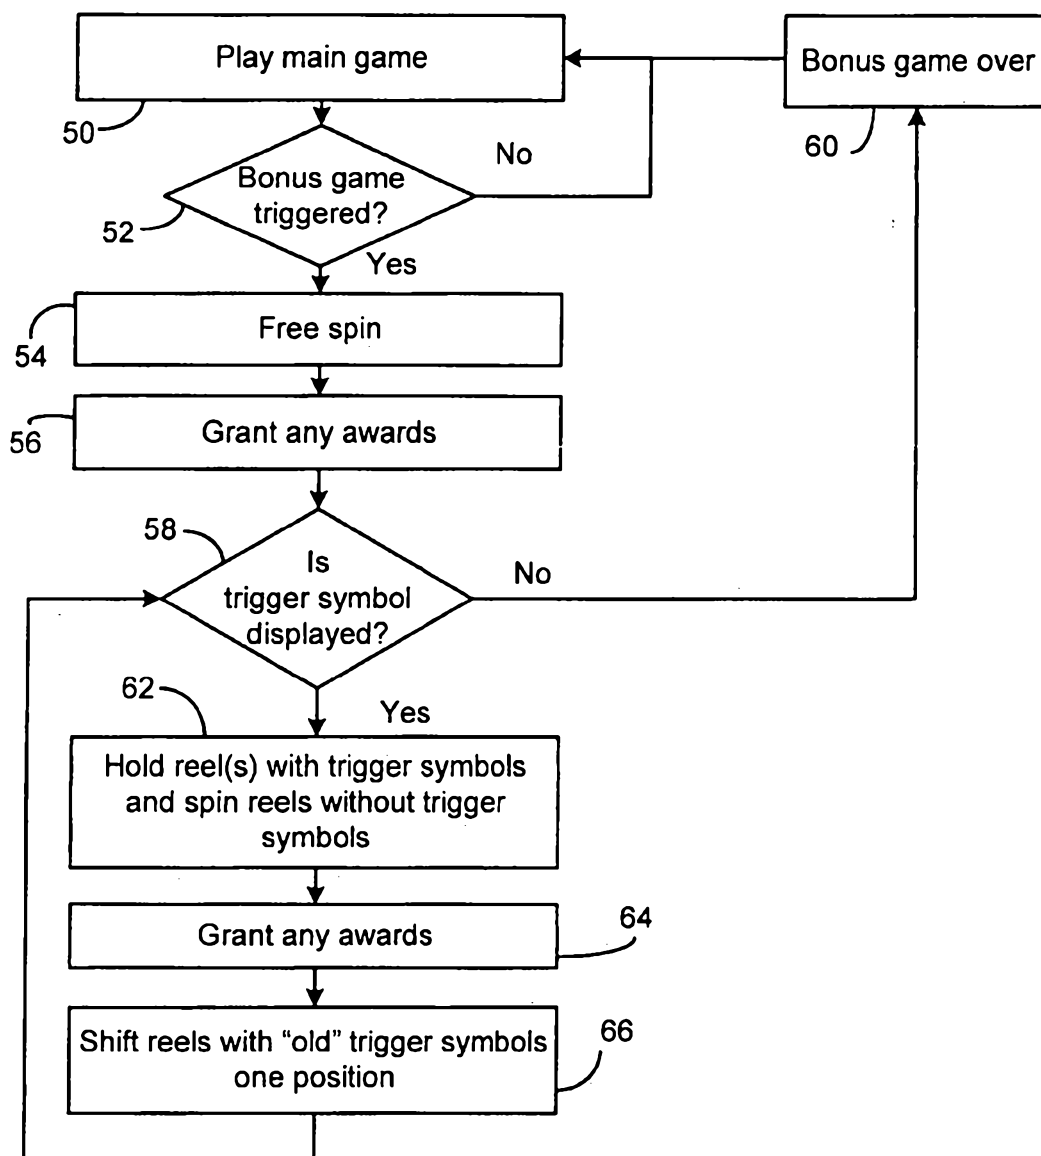 Play main game
Bonus game over
50
60
No
Bonus game
triggered?
52
Yes
Free spin
54
Grant any awards
56
58
Is
trigger symbol
displayed?
No
62
Yes
Hold reel(s) with trigger symbols
and spin reels without trigger
symbols
Grant any awards
64
Shift reels with “old” trigger symbols
one position
66